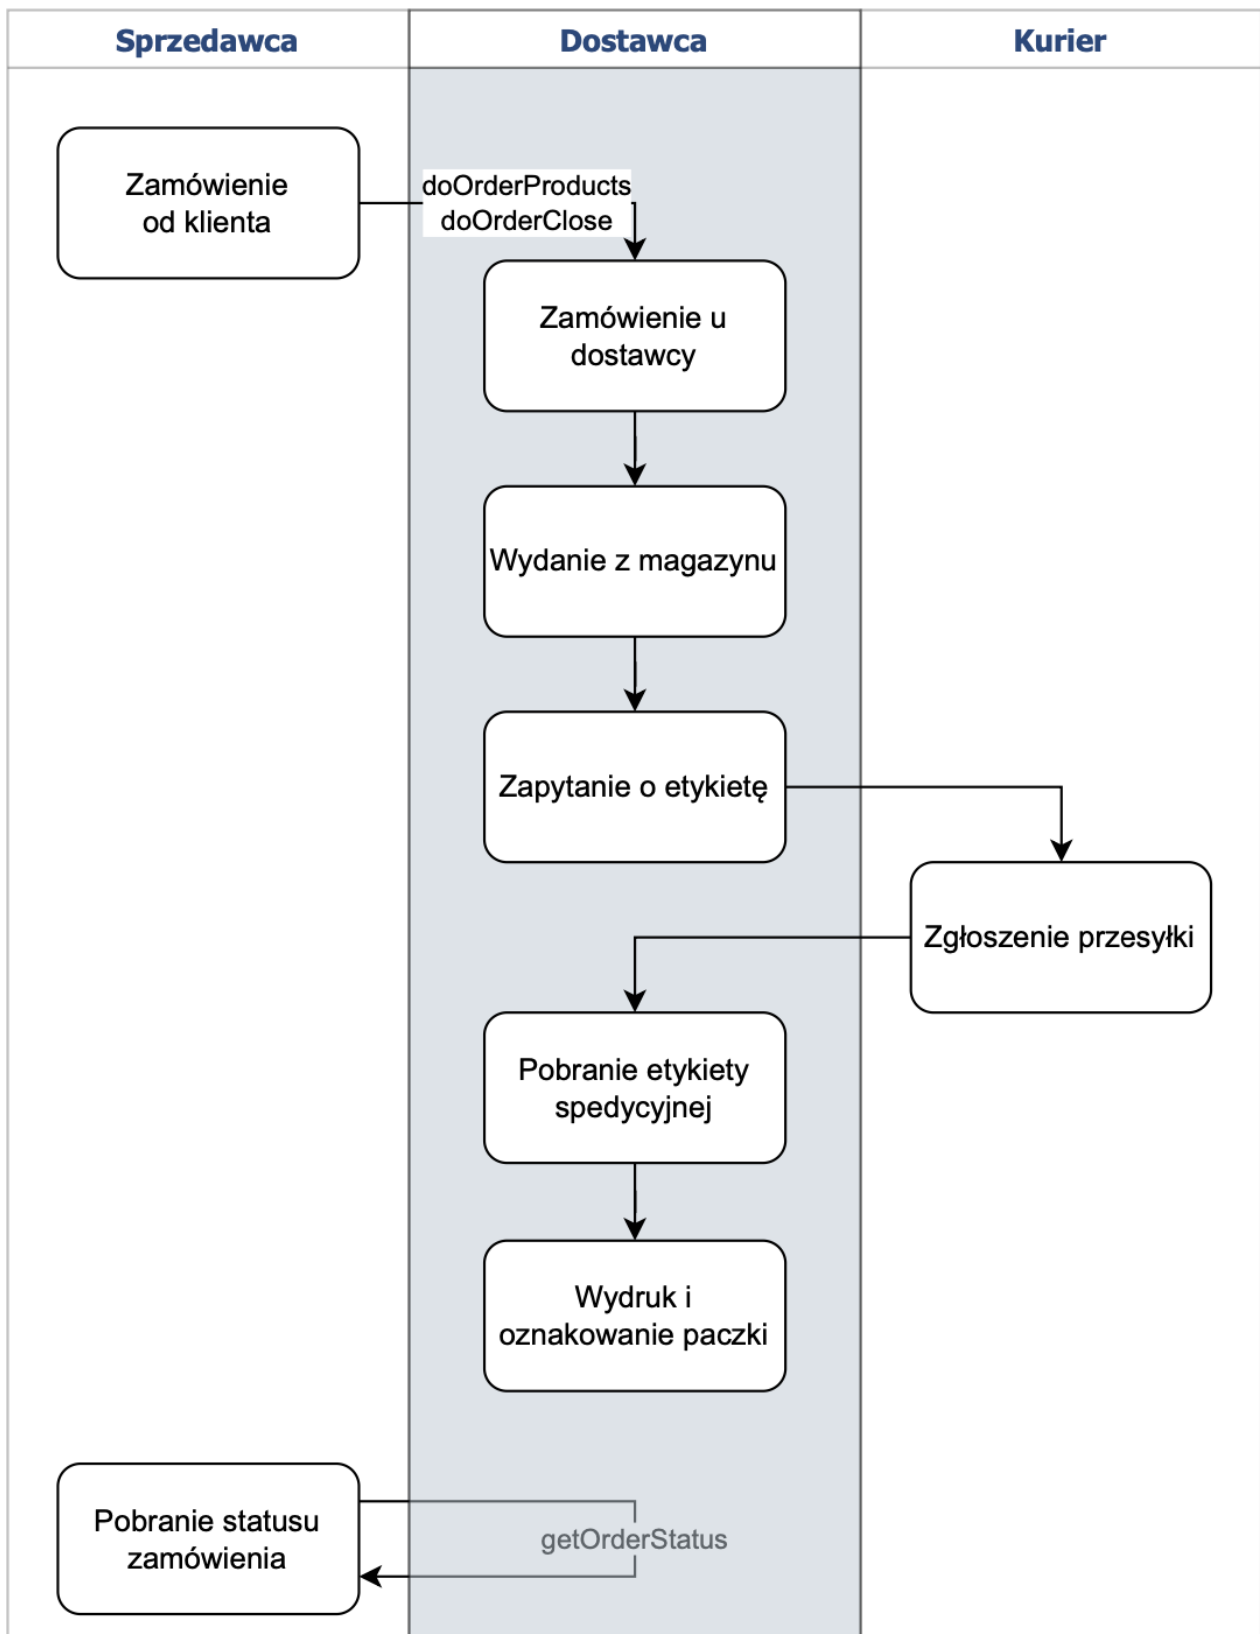 Sprzedawca
Dostawca
Kurier
Zamówienie
od klienta
doOrderProducts
doOrderClose
Zamówienie u
dostawcy
Wydanie z magazynu
Zapytanie o etykietę
Zgłoszenie przesyłki
Pobranie etykiety
spedycyjnej
Wydruk i
oznakowanie paczki
Pobranie statusu
zamówienia
getOrderStatus